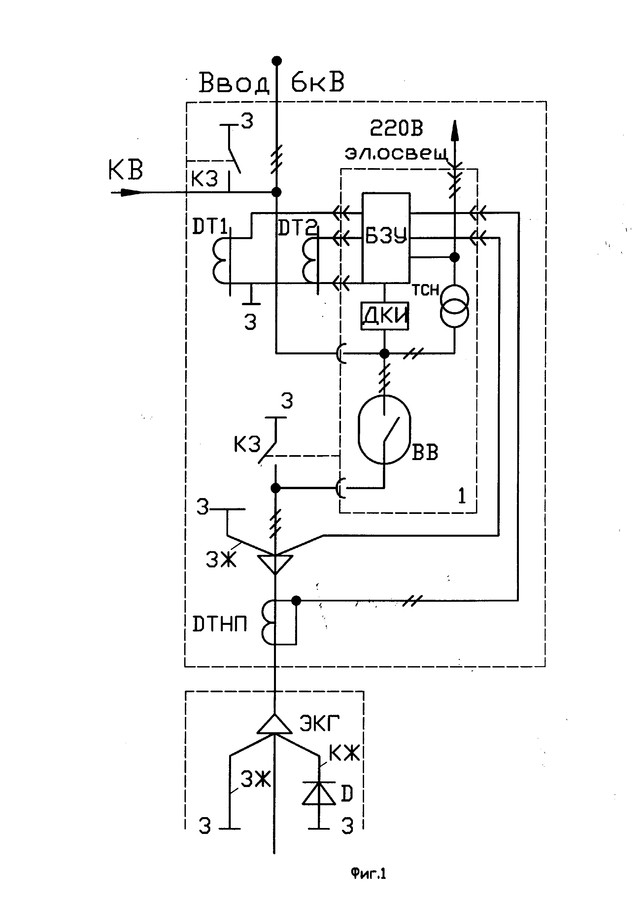 Ввод 6кВ
З
220В
эл.освещ
КВ
КЗ
DT1
DT2
БЗУ
ТСН
З
ДКИ
З
КЗ
ВВ
1
З
ЗЖ
DТНП
ЭКГ
КЖ
ЗЖ
D
З
З
Фиг.1